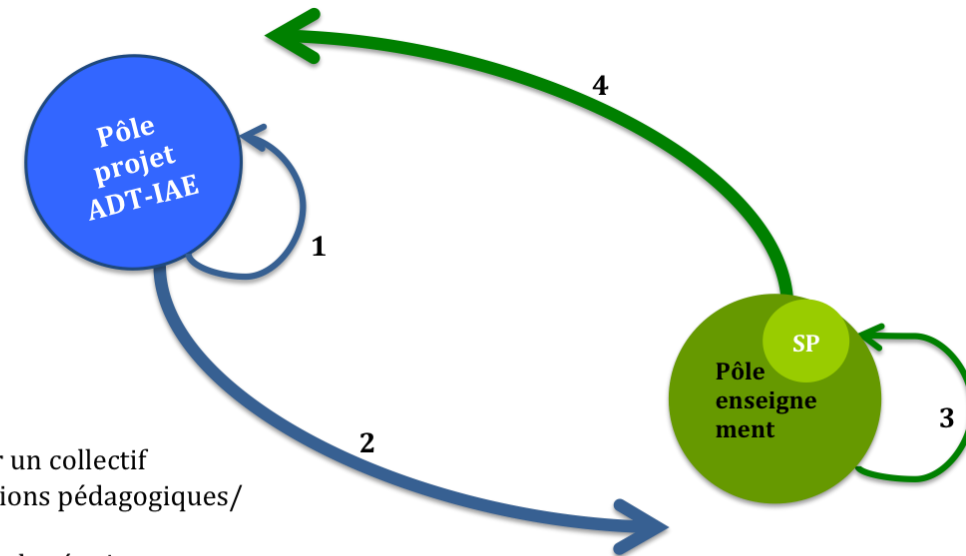 4
Pôle
projet
ADT-IAE
1
SP
Pôle
enseigne
ment
3
2
r un collectif
ions pédagogiques/